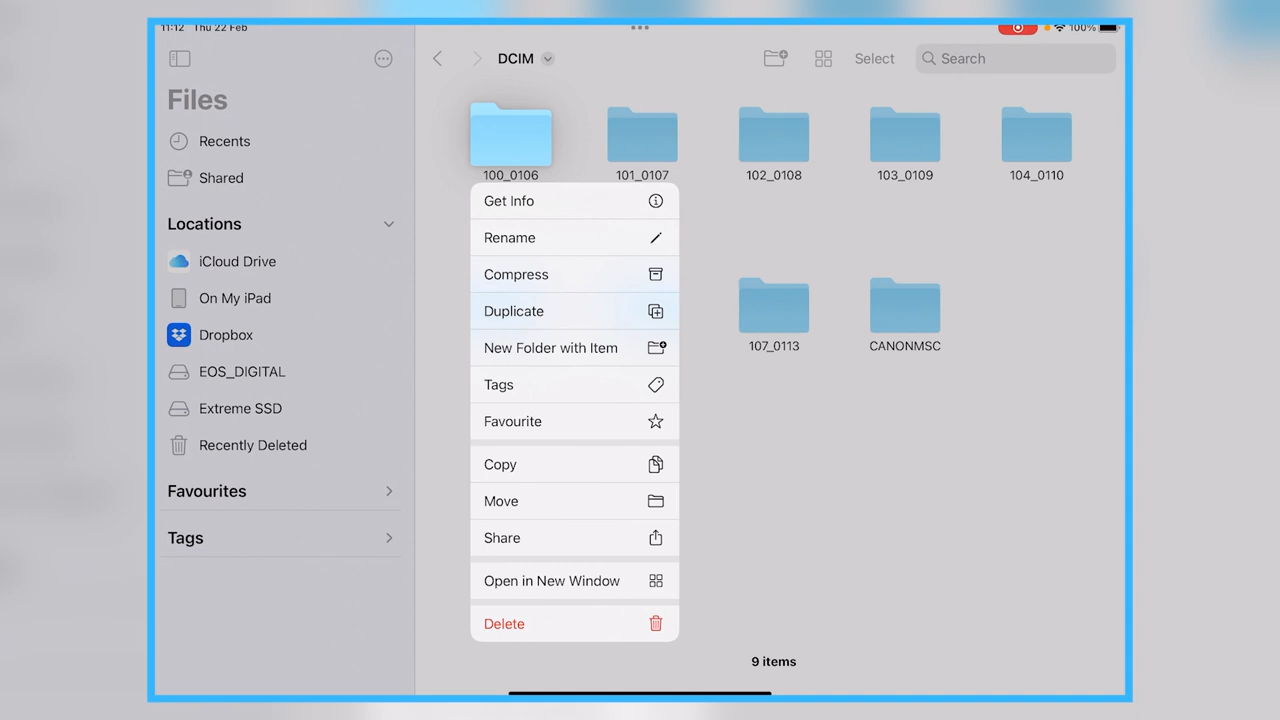 11:12 Thu 22 Feb
100%
DCIM
Select
Search
Files
Recents
Shared
Locations
iCloud Drive
On My iPad
Dropbox
EOS_DIGITAL
Extreme SSD
Recently Deleted
Favourites
Tags
100_0106
101_0107
102_0108
103_0109
104_0110
Get Info
Rename
Compress
Duplicate
New Folder with Item
Tags
Favourite
Copy
Move
Share
Open in New Window
Delete
107_0113
CANONMSC
9 items